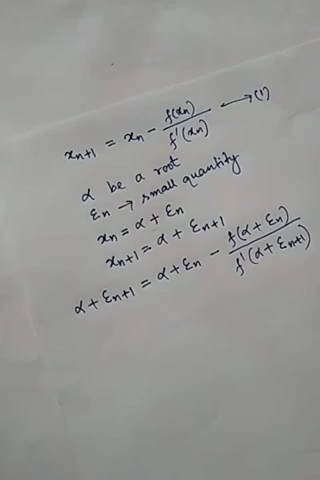 xₙ₊₁ = xₙ − f(xₙ)/f'(xₙ) ⟶ (1)
α be a root
εₙ → small quantity
xₙ = α + εₙ
xₙ₊₁ = α + εₙ₊₁
α + εₙ₊₁ = α + εₙ − f(α + εₙ)/f'(α + εₙ₊₁)